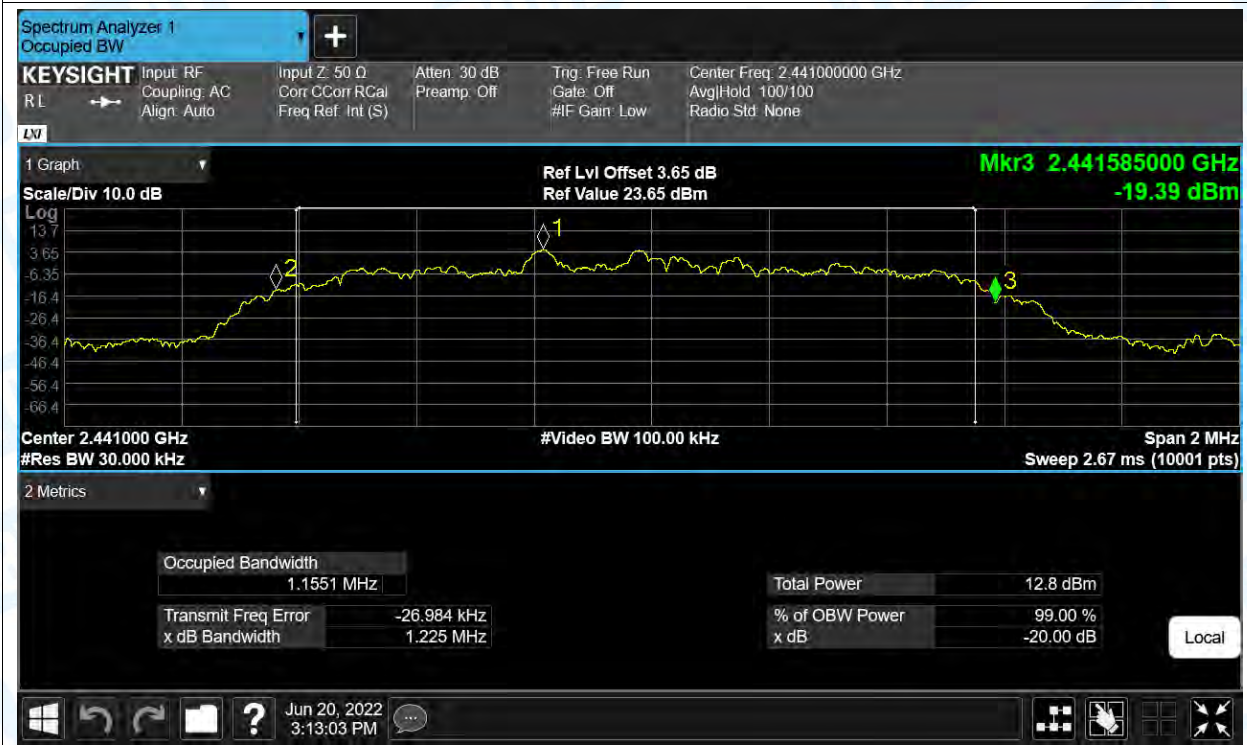 Spectrum Analyzer 1
Occupied BW
▼
+
KEYSIGHT
RL
LXI
Input: RF
Coupling: AC
Align: Auto
Input Z: 50 Ω
Corr CCorr RCal
Freq Ref: Int (S)
Atten: 30 dB
Preamp: Off
Trig: Free Run
Gate: Off
#IF Gain: Low
Center Freq: 2.441000000 GHz
Avg|Hold: 100/100
Radio Std: None
1 Graph ▼
Scale/Div 10.0 dB
Ref Lvl Offset 3.65 dB
Ref Value 23.65 dBm
Mkr3 2.441585000 GHz
-19.39 dBm
Log
13.7
3.65
-6.35
-16.4
-26.4
-36.4
-46.4
-56.4
-66.4
1
2
3
Center 2.441000 GHz
#Res BW 30.000 kHz
#Video BW 100.00 kHz
Span 2 MHz
Sweep 2.67 ms (10001 pts)
2 Metrics ▼
Occupied Bandwidth
1.1551 MHz
Transmit Freq Error -26.984 kHz
x dB Bandwidth 1.225 MHz
Total Power 12.8 dBm
% of OBW Power 99.00 %
x dB -20.00 dB
Local
?
Jun 20, 2022
3:13:03 PM